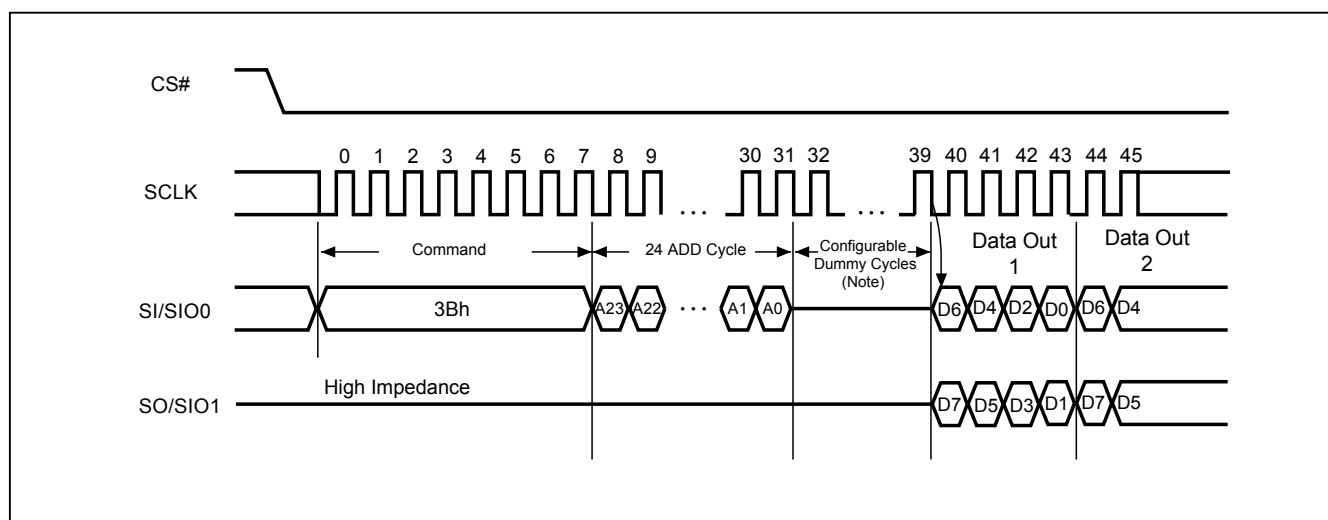 CS#
0 1 2 3 4 5 6 7 8 9 30 31 32 39 40 41 42 43 44 45
SCLK
... ...
Command
24 ADD Cycle
Configurable
Dummy Cycles
(Note)
Data Out
1
Data Out
2
SI/SIO0
3Bh
A23 A22 ... A1 A0 D6 D4 D2 D0 D6 D4
High Impedance
SO/SIO1
D7 D5 D3 D1 D7 D5